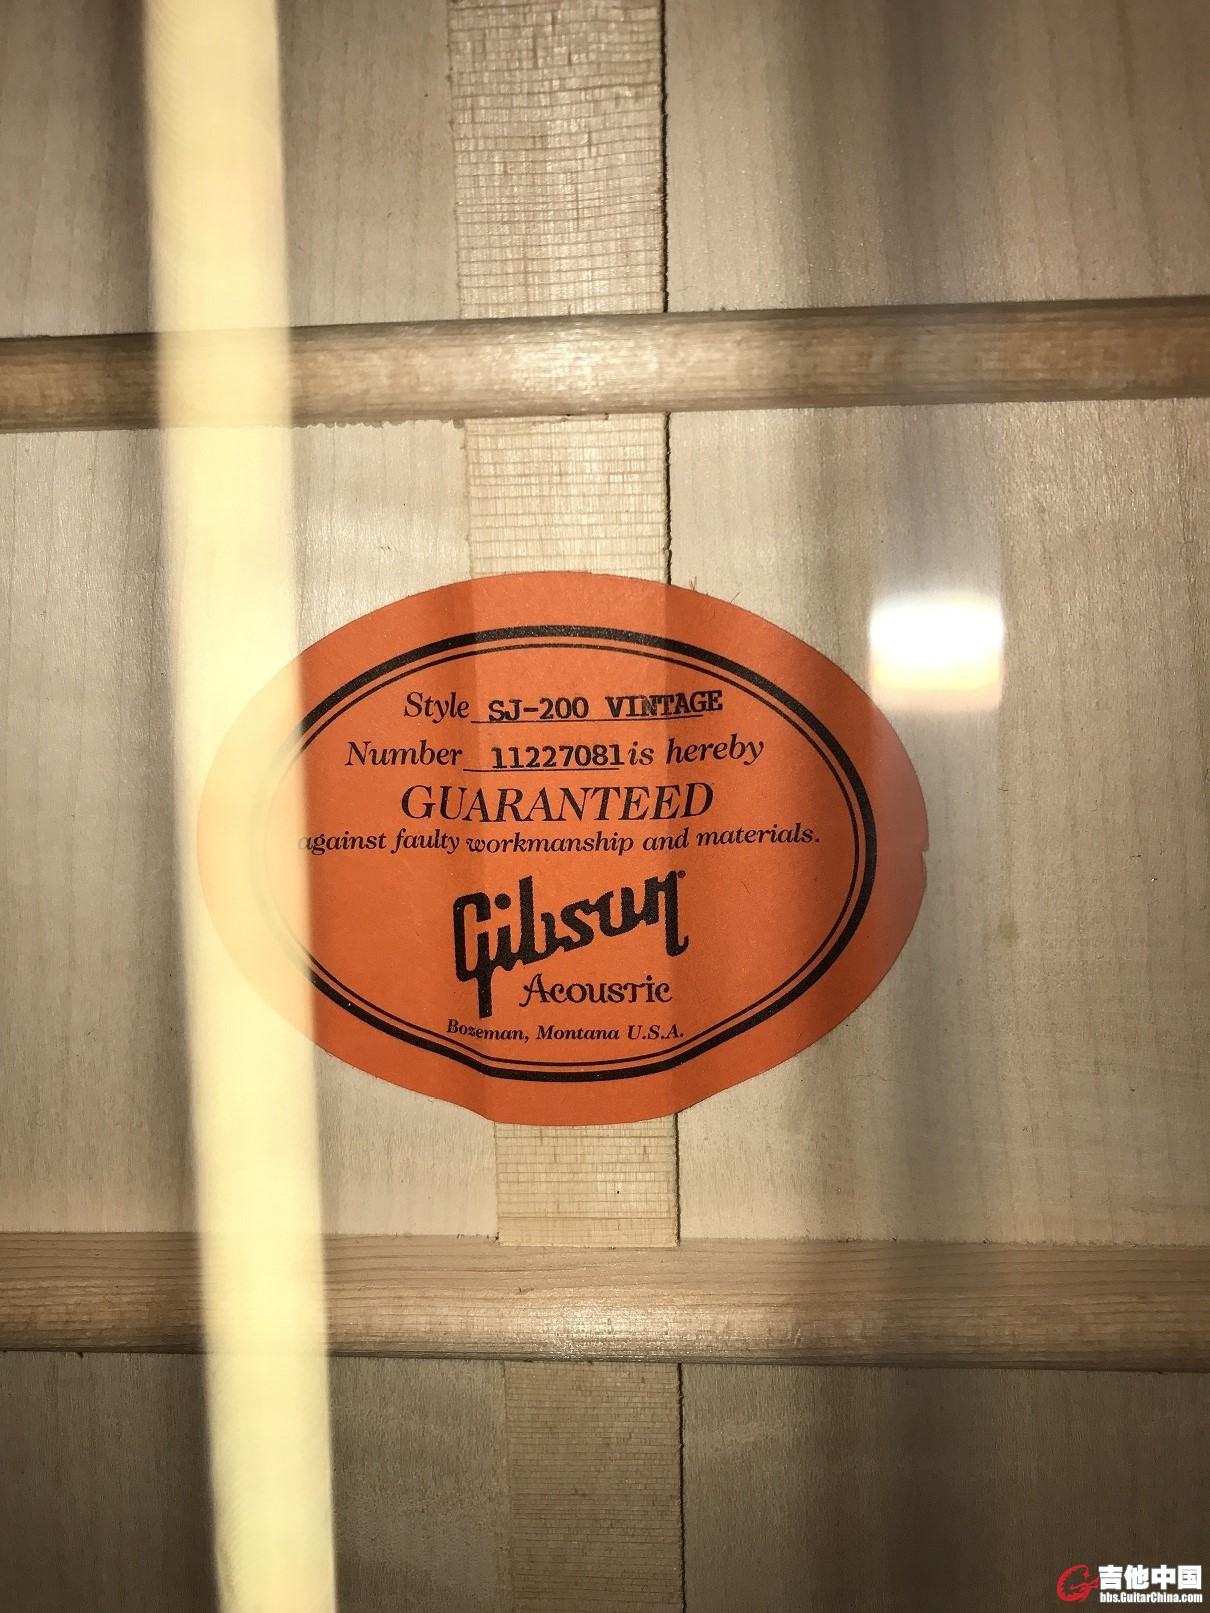 Style SJ-200 VINTAGE
Number 11227081 is hereby
GUARANTEED
against faulty workmanship and materials.
Gibson
Acoustic
Bozeman, Montana U.S.A.
吉他中国
bbs.GuitarChina.com